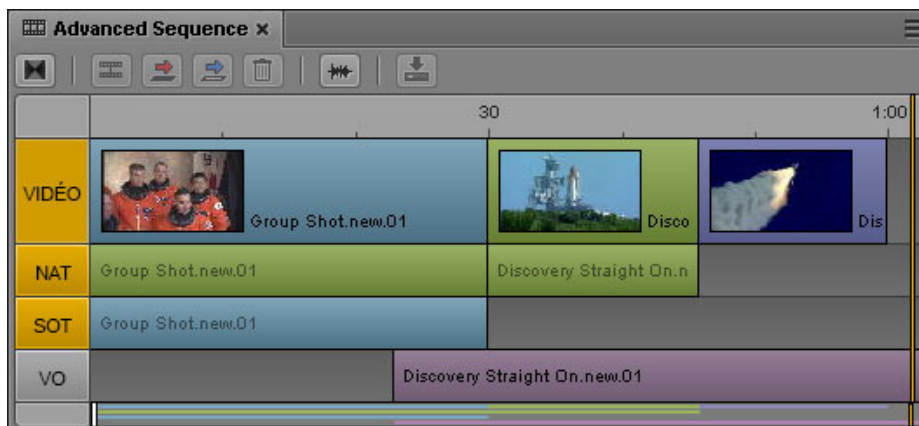 Advanced Sequence x
30
1:00
VIDÉO
Group Shot.new.01
Disco
Dis
NAT
Group Shot.new.01
Discovery Straight On.n
SOT
Group Shot.new.01
VO
Discovery Straight On.new.01